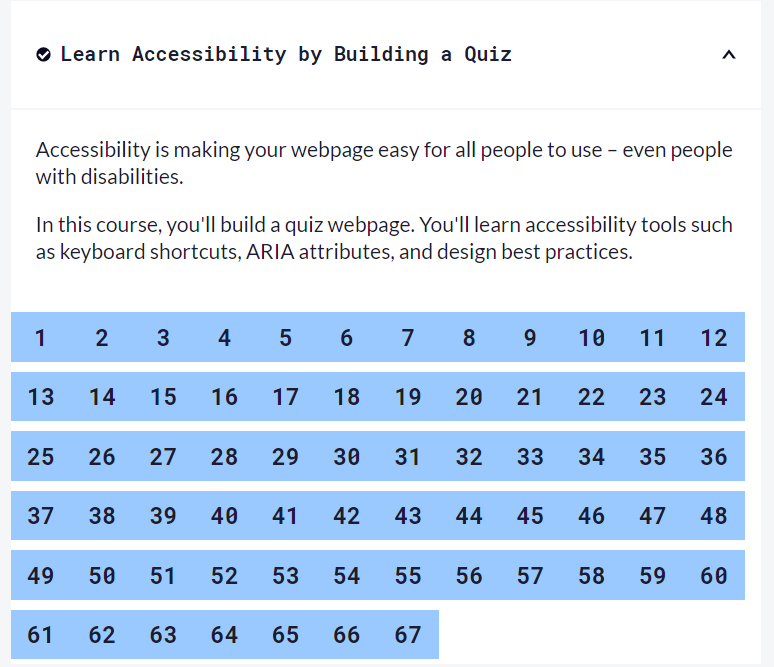 Learn Accessibility by Building a Quiz
Accessibility is making your webpage easy for all people to use – even people
with disabilities.
In this course, you'll build a quiz webpage. You'll learn accessibility tools such
as keyboard shortcuts, ARIA attributes, and design best practices.
1 2 3 4 5 6 7 8 9 10 11 12
13 14 15 16 17 18 19 20 21 22 23 24
25 26 27 28 29 30 31 32 33 34 35 36
37 38 39 40 41 42 43 44 45 46 47 48
49 50 51 52 53 54 55 56 57 58 59 60
61 62 63 64 65 66 67